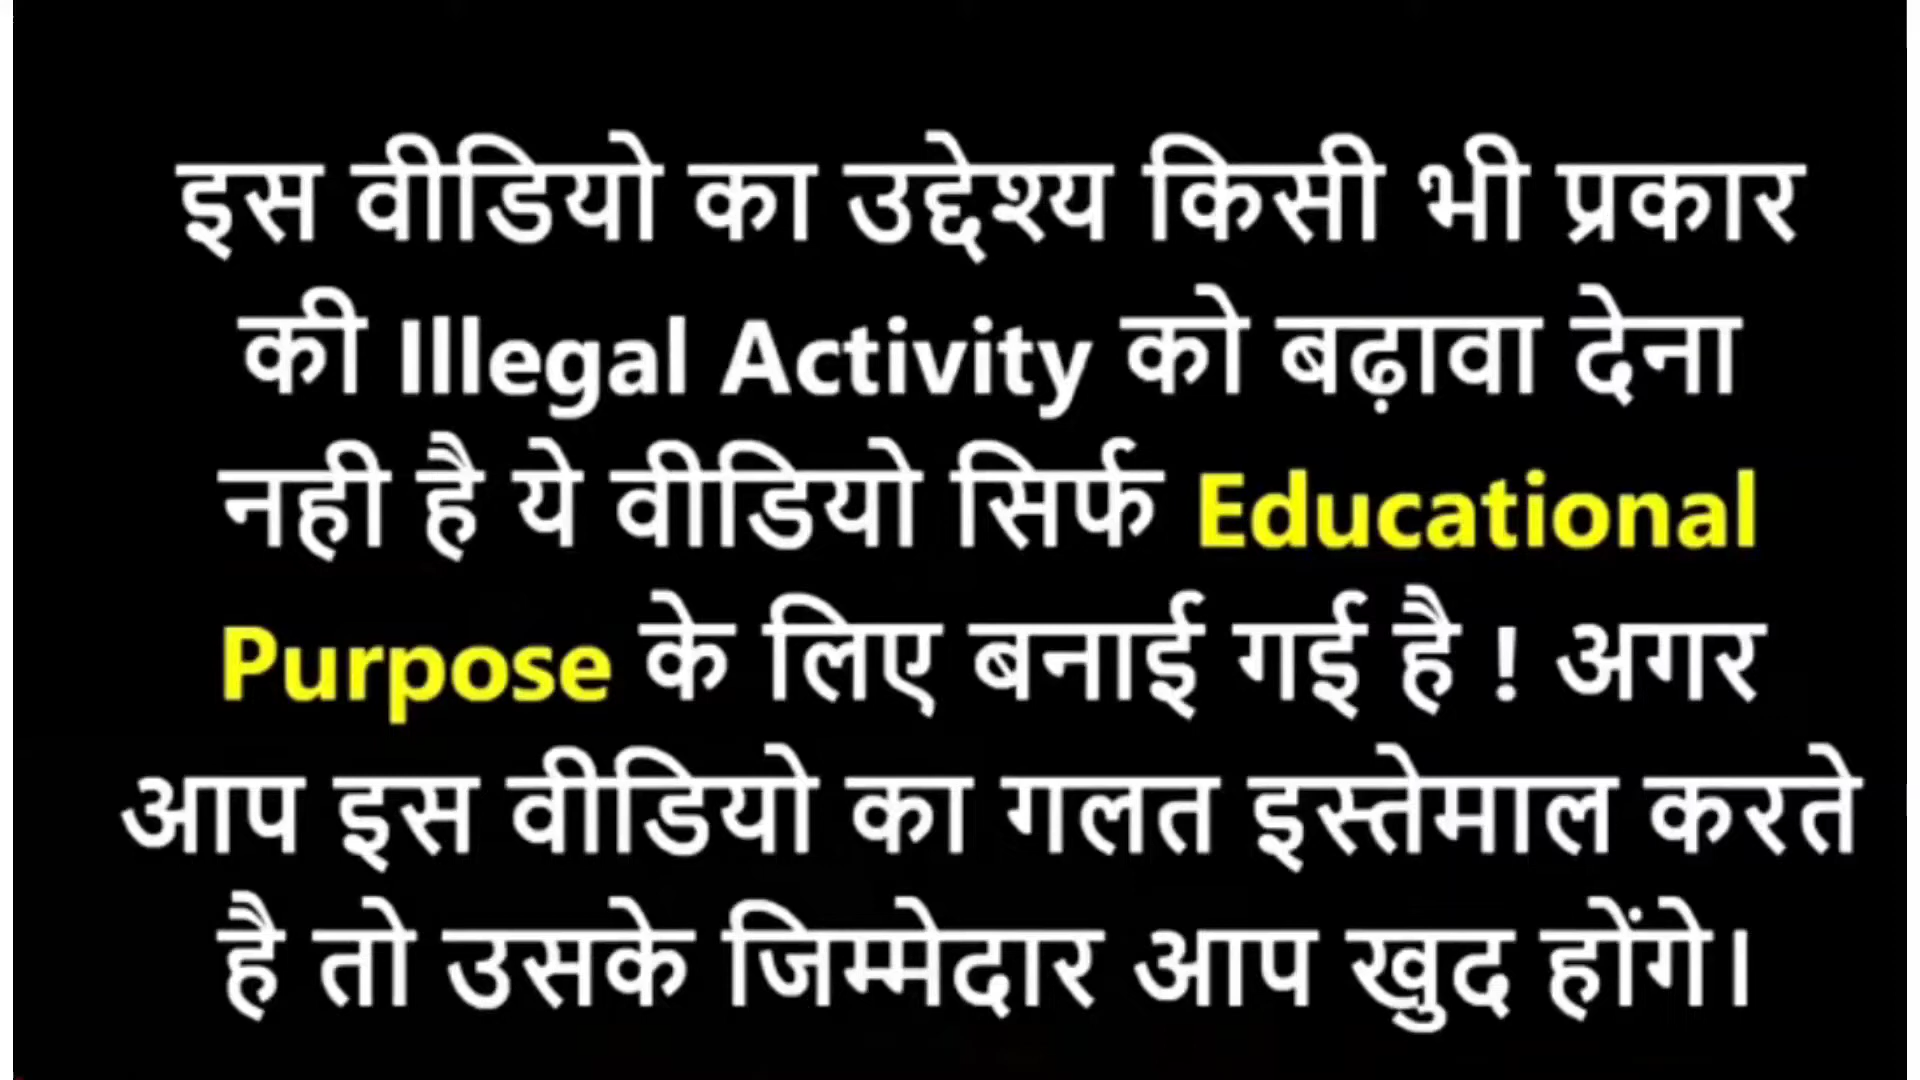 इस वीडियो का उद्देश्य किसी भी प्रकार
की Illegal Activity को बढ़ावा देना
नही है ये वीडियो सिर्फ Educational
Purpose के लिए बनाई गई है ! अगर
आप इस वीडियो का गलत इस्तेमाल करते
है तो उसके जिम्मेदार आप खुद होंगे।